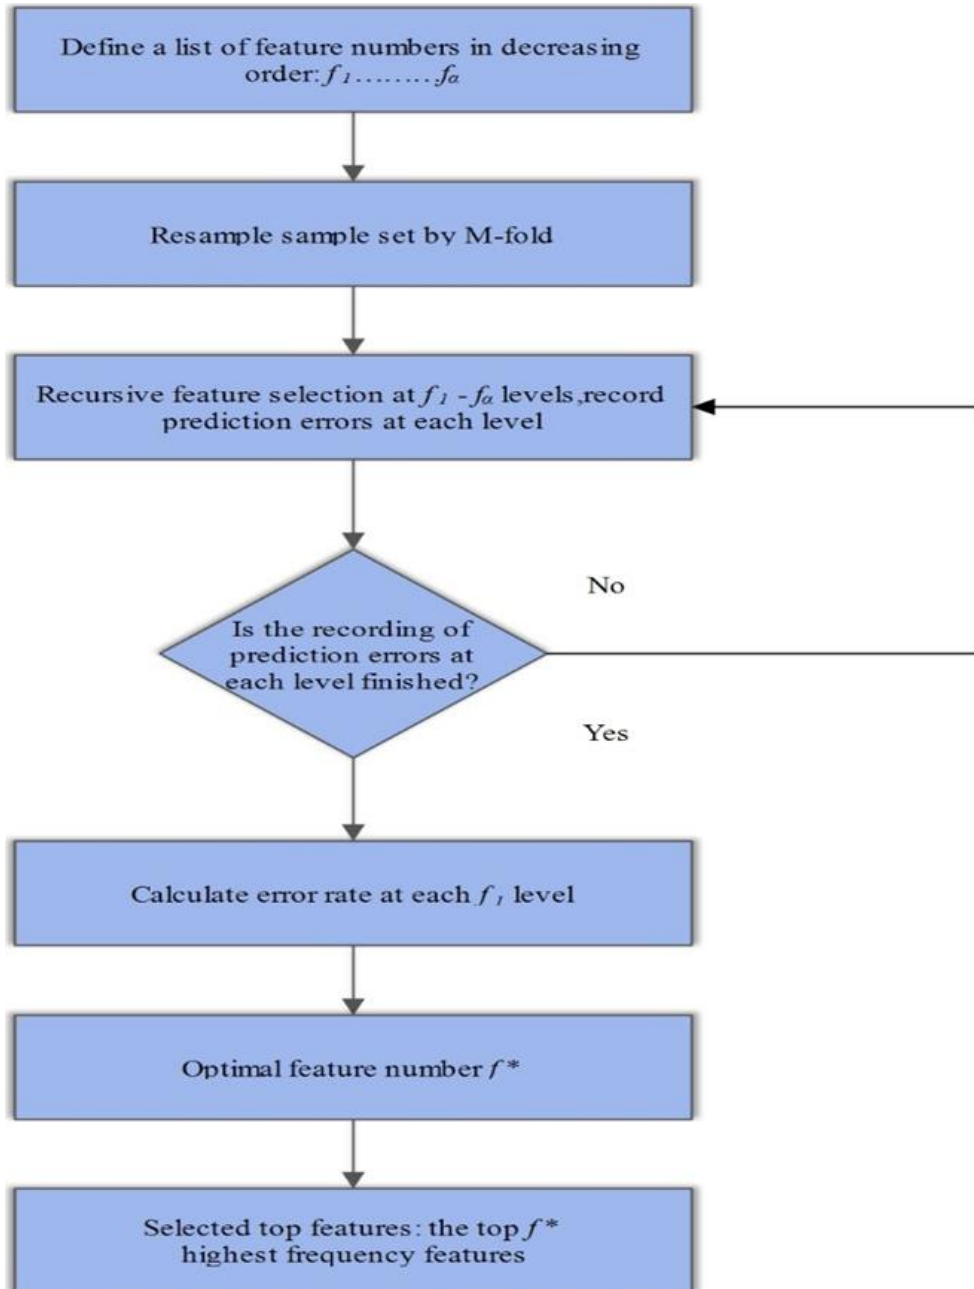 Define a list of feature numbers in decreasing
order: f₁.........fₐ
Resample sample set by M-fold
Recursive feature selection at f₁ - fₐ levels,record
prediction errors at each level
No
Is the recording of
prediction errors at
each level finished?
Yes
Calculate error rate at each f₁ level
Optimal feature number f*
Selected top features: the top f*
highest frequency features